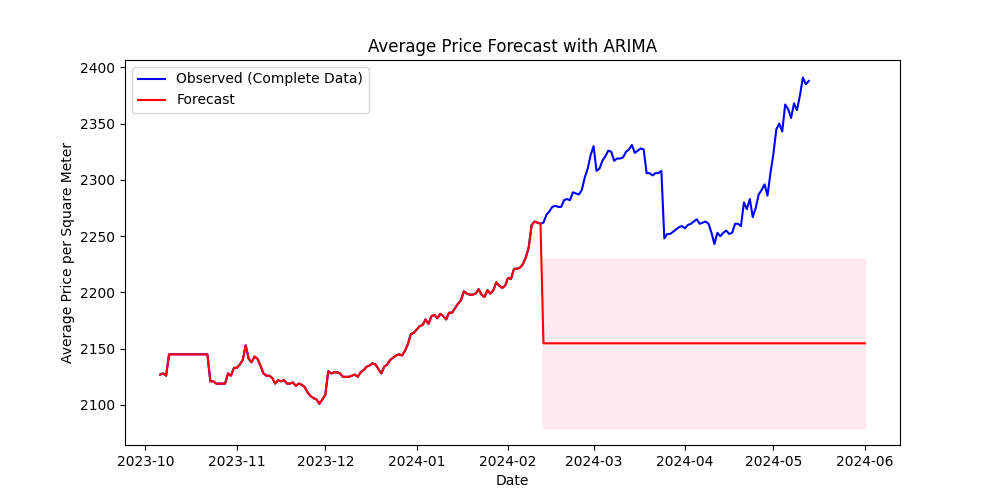 Average Price Forecast with ARIMA
Observed (Complete Data)
Forecast
Average Price per Square Meter
2400
2350
2300
2250
2200
2150
2100
2023-10 2023-11 2023-12 2024-01 2024-02 2024-03 2024-04 2024-05 2024-06
Date